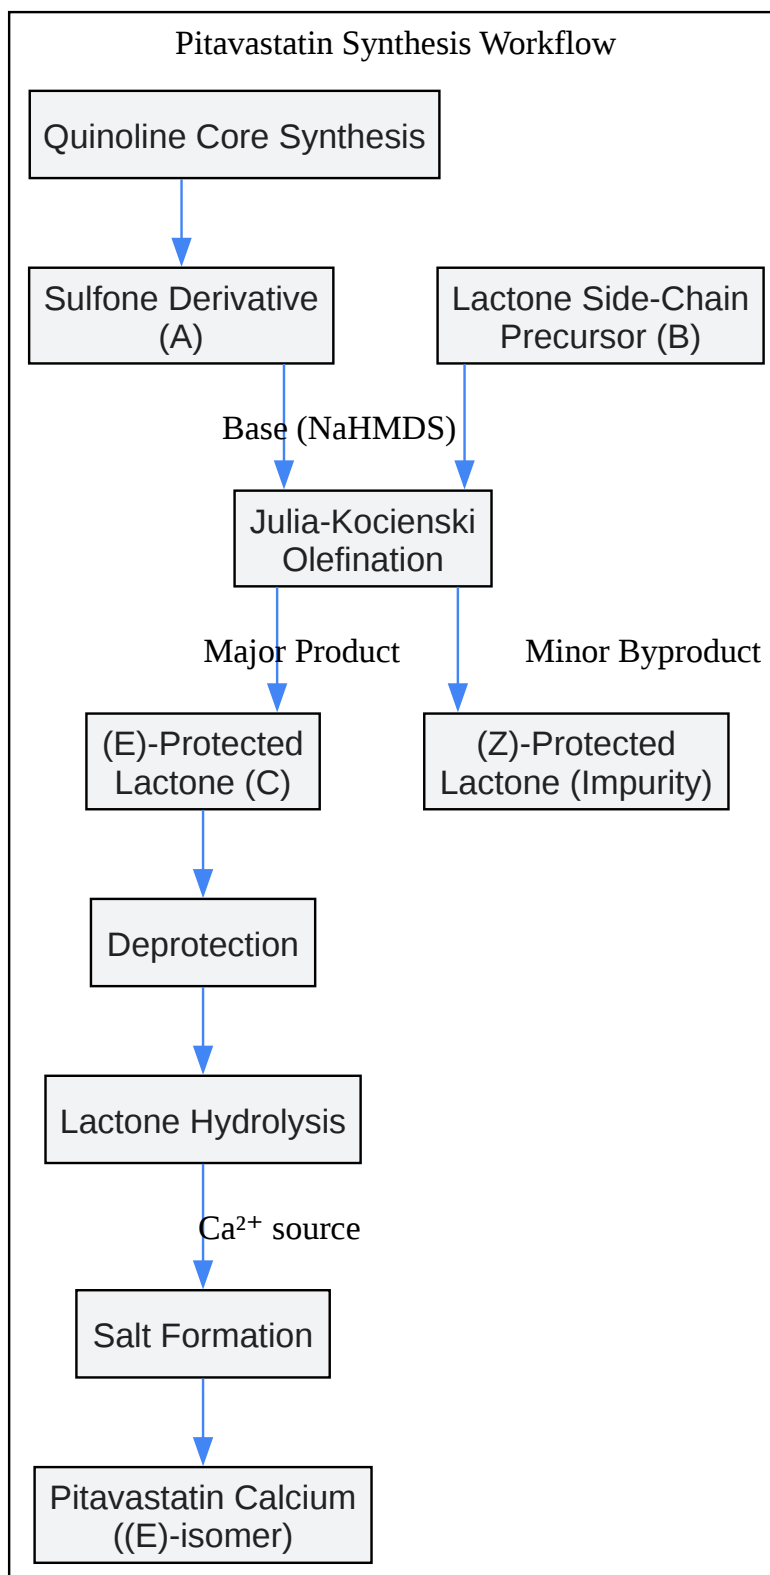 Pitavastatin Synthesis Workflow
Quinoline Core Synthesis
Sulfone Derivative
(A)
Lactone Side-Chain
Precursor (B)
Base (NaHMDS)
Julia-Kocienski
Olefination
Major Product
Minor Byproduct
(E)-Protected
Lactone (C)
(Z)-Protected
Lactone (Impurity)
Deprotection
Lactone Hydrolysis
Ca²⁺ source
Salt Formation
Pitavastatin Calcium
((E)-isomer)